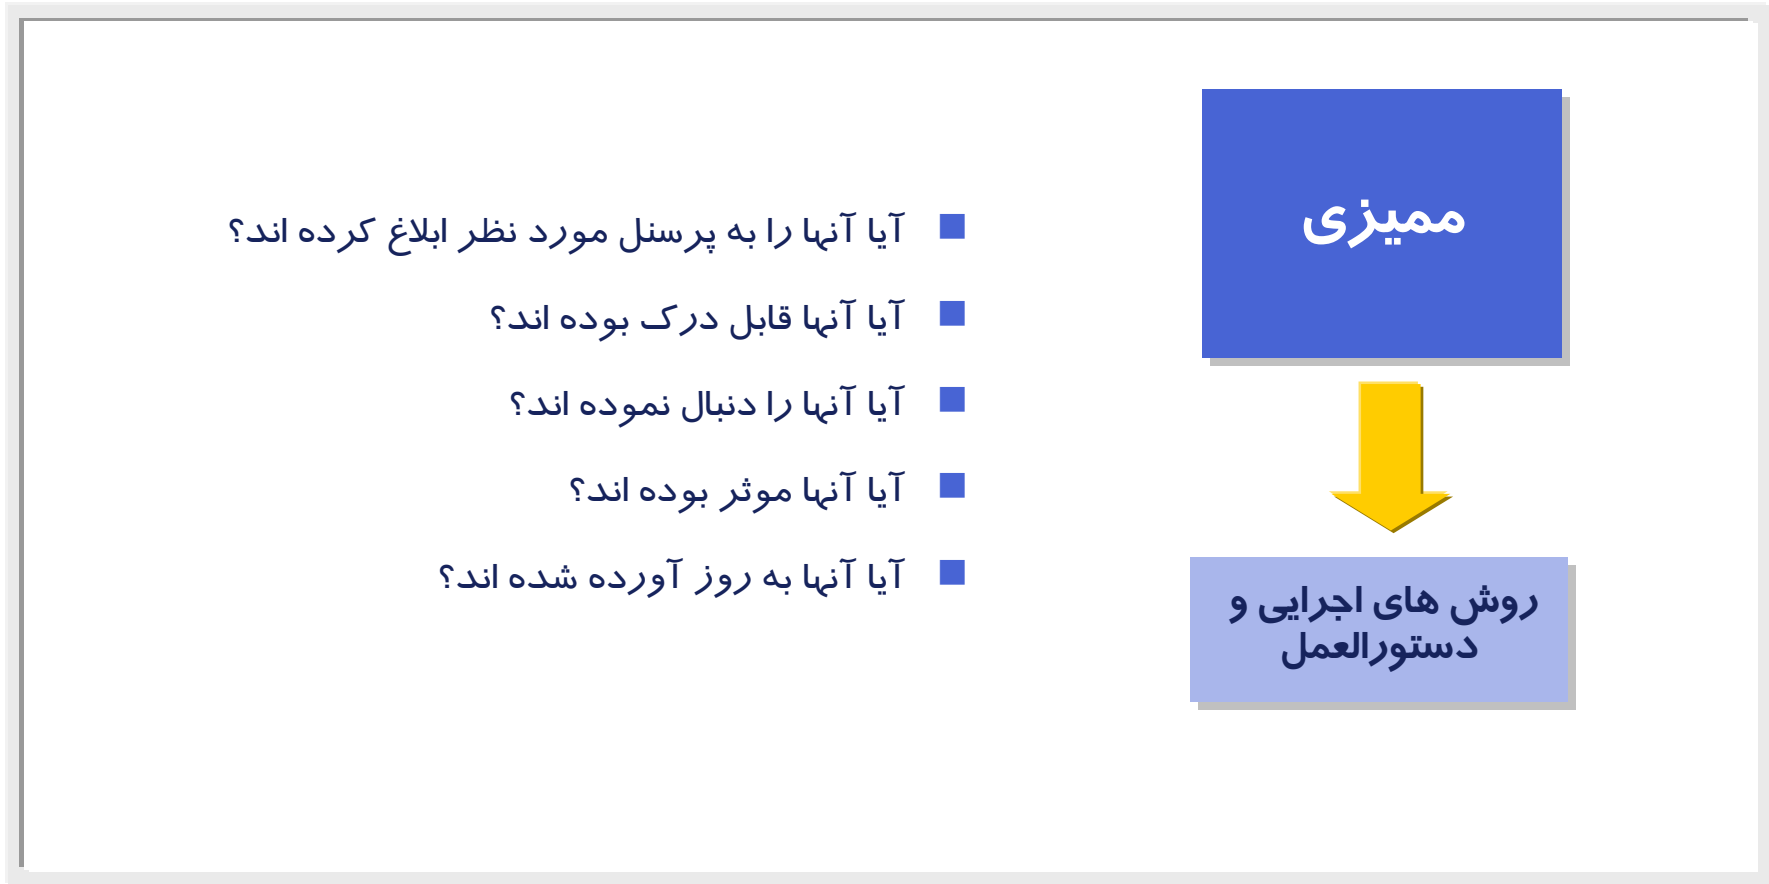 ممیزی
روش های اجرایی و
دستورالعمل
آیا آنها را به پرسنل مورد نظر ابلاغ کرده اند؟
آیا آنها قابل درک بوده اند؟
آیا آنها را دنبال نموده اند؟
آیا آنها موثر بوده اند؟
آیا آنها به روز آورده شده اند؟